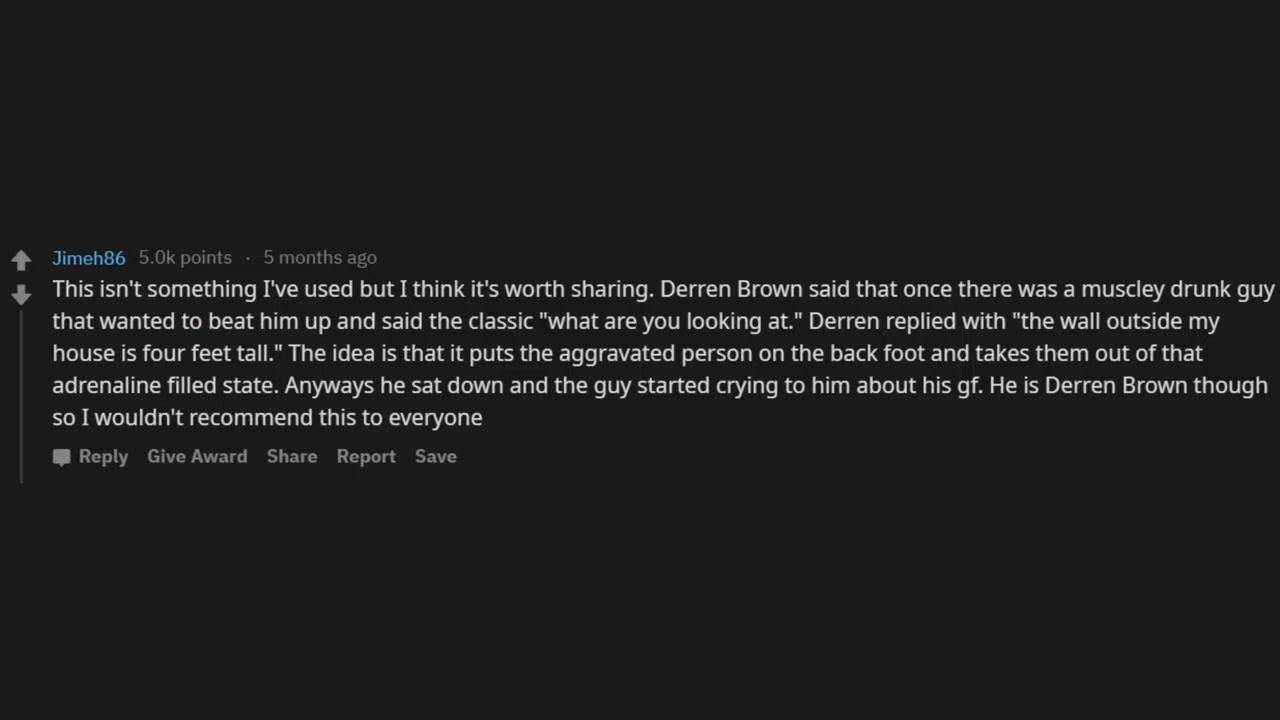 Jimeh86 5.0k points · 5 months ago
This isn't something I've used but I think it's worth sharing. Derren Brown said that once there was a muscley drunk guy
that wanted to beat him up and said the classic "what are you looking at." Derren replied with "the wall outside my
house is four feet tall." The idea is that it puts the aggravated person on the back foot and takes them out of that
adrenaline filled state. Anyways he sat down and the guy started crying to him about his gf. He is Derren Brown though
so I wouldn't recommend this to everyone
Reply Give Award Share Report Save